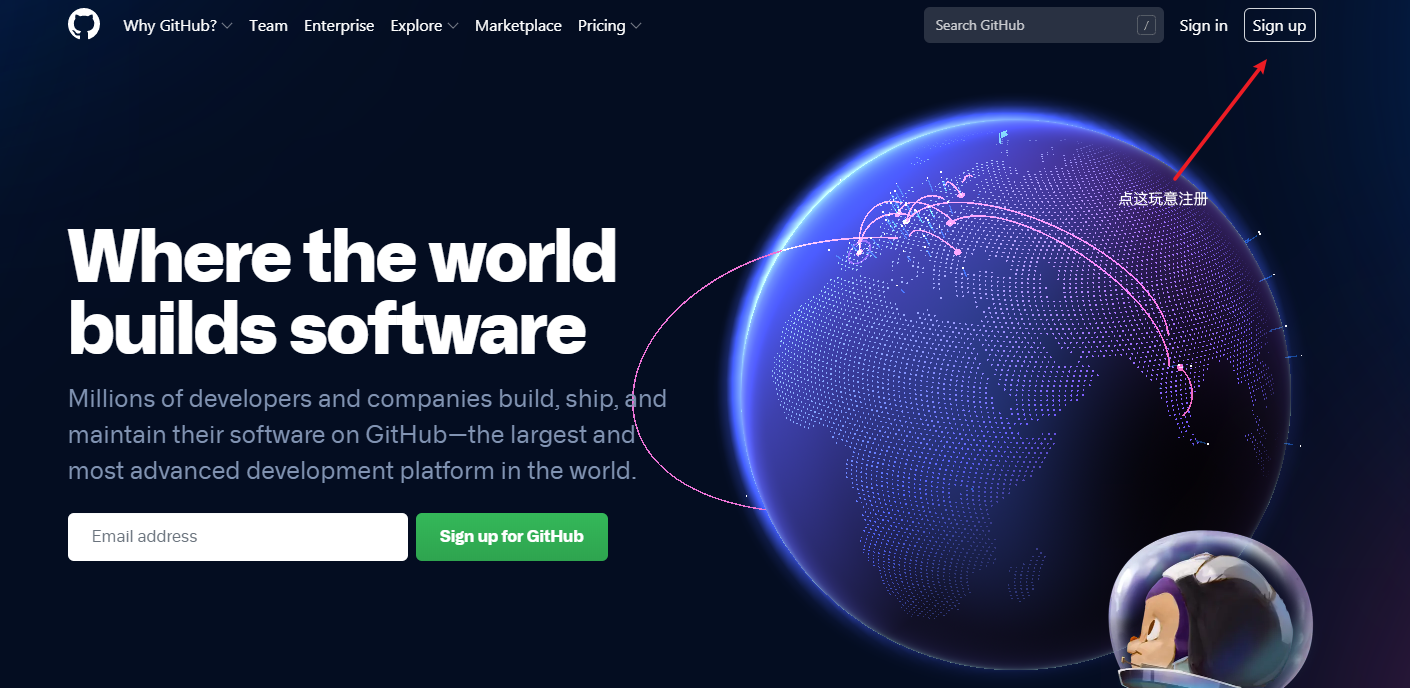 Why GitHub? Team Enterprise Explore Marketplace Pricing Search GitHub / Sign in Sign up
点这玩意注册
Where the world
builds software
Millions of developers and companies build, ship, and
maintain their software on GitHub—the largest and
most advanced development platform in the world.
Email address Sign up for GitHub